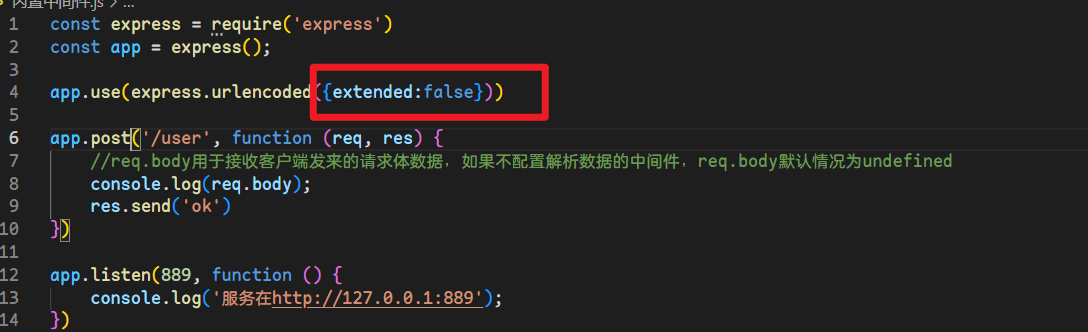 内置中间件.js > ...
1 const express = require('express')
2 const app = express();
3
4 app.use(express.urlencoded({extended:false}))
5
6 app.post('/user', function (req, res) {
7 //req.body用于接收客户端发来的请求体数据，如果不配置解析数据的中间件，req.body默认情况为undefined
8 console.log(req.body);
9 res.send('ok')
10 })
11
12 app.listen(889, function () {
13 console.log('服务在http://127.0.0.1:889');
14 })